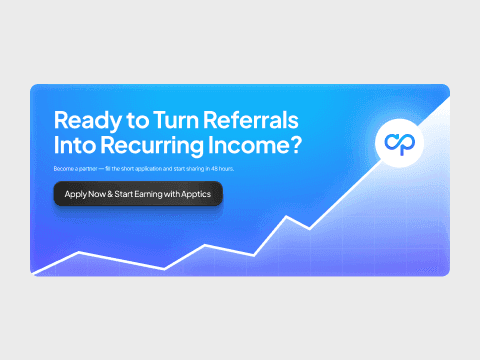 Ready to Turn Referrals
Into Recurring Income?
Become a partner — fill the short application and start sharing in 48 hours.
Apply Now & Start Earning with Apptics